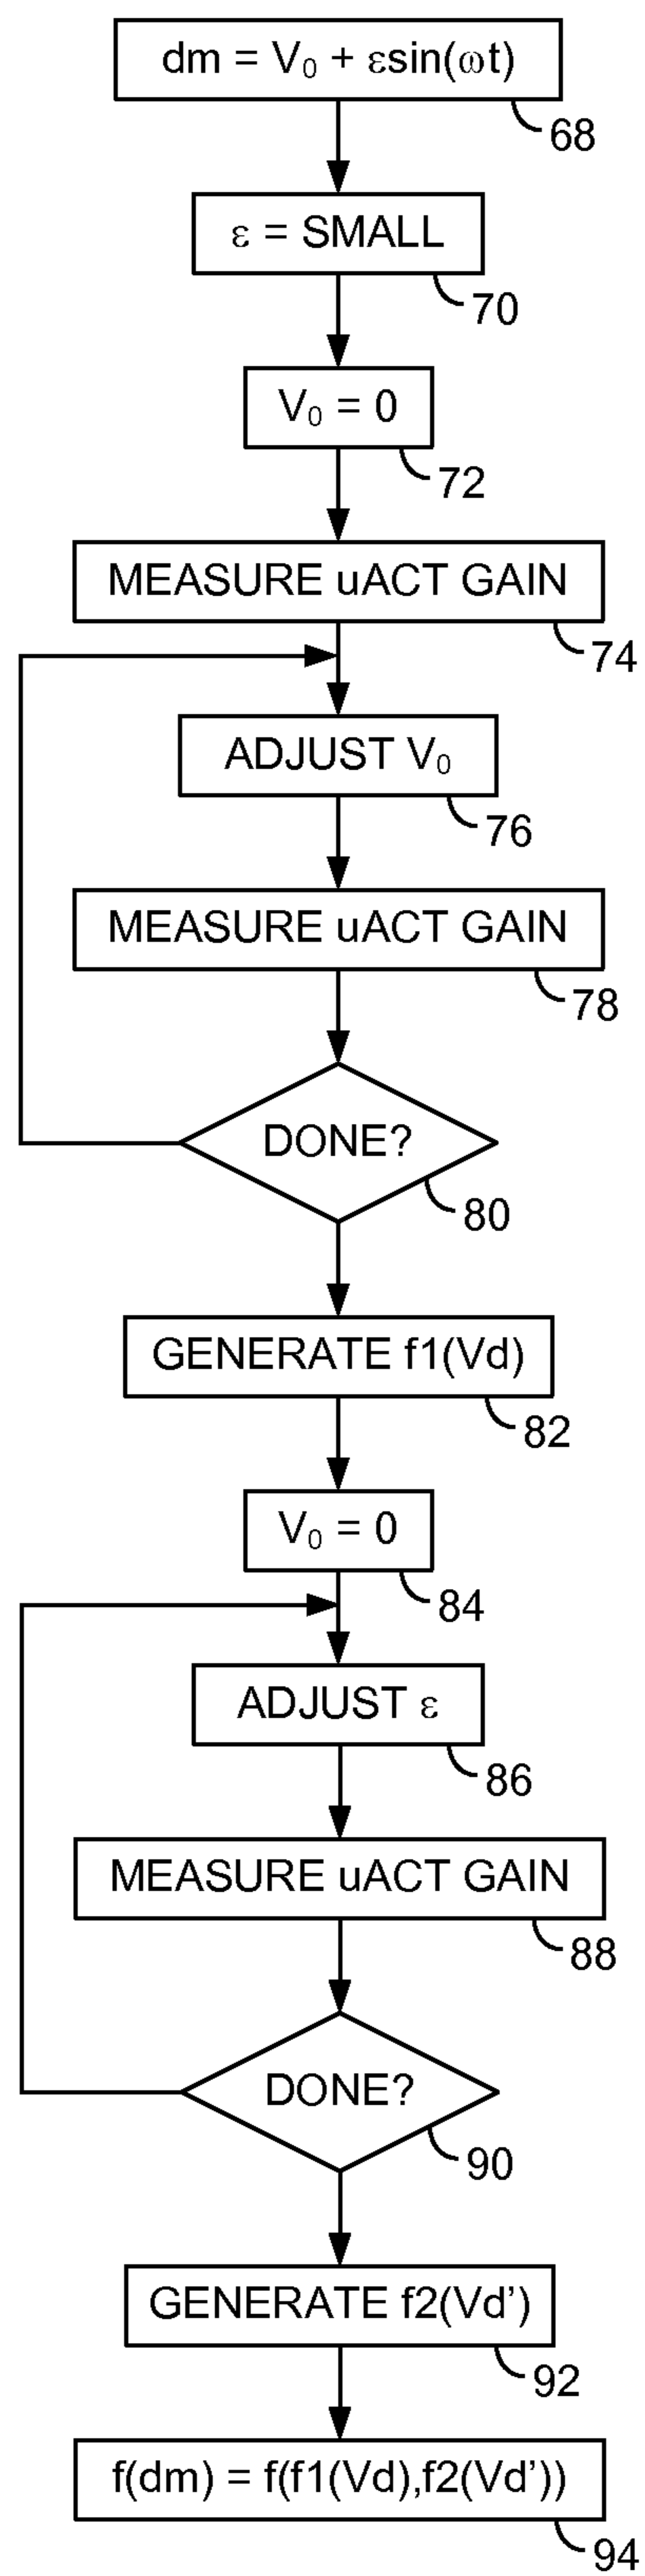 dm = V₀ + εsin(ωt)
68
ε = SMALL
70
V₀ = 0
72
MEASURE uACT GAIN
74
ADJUST V₀
76
MEASURE uACT GAIN
78
DONE?
80
GENERATE f1(Vd)
82
V₀ = 0
84
ADJUST ε
86
MEASURE uACT GAIN
88
DONE?
90
GENERATE f2(Vd’)
92
f(dm) = f(f1(Vd),f2(Vd’))
94